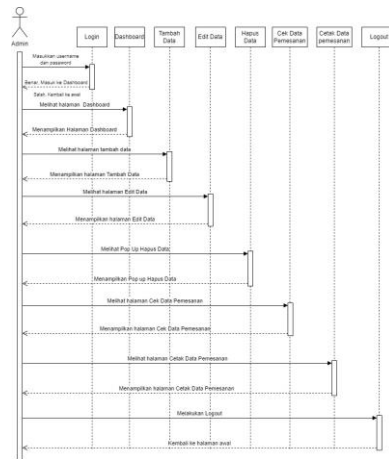 Login
Dashboard
Tambah
Data
Edit Data
Hapus
Data
Cek Data
Pemesanan
Cetak Data
pemesanan
Logout
Admin
Masukkan username
dan password
Benar, Masuk ke Dashboard
Salah, Kembali ke awal
Melihat halaman Dashboard
Menampilkan Halaman Dashboard
Melihat halaman tambah data
Menampilkan halaman Tambah Data
Melihat halaman Edit Data
Menampilkan halaman Edit Data
Melihat Pop Up Hapus Data
Menampilkan Pop up Hapus Data
Melihat halaman Cek Data Pemesanan
Menampilkan halaman Cek Data Pemesanan
Melihat halaman Cetak Data Pemesanan
Menampilkan halaman Cetak Data Pemesanan
Melakukan Logout
Kembali ke halaman awal